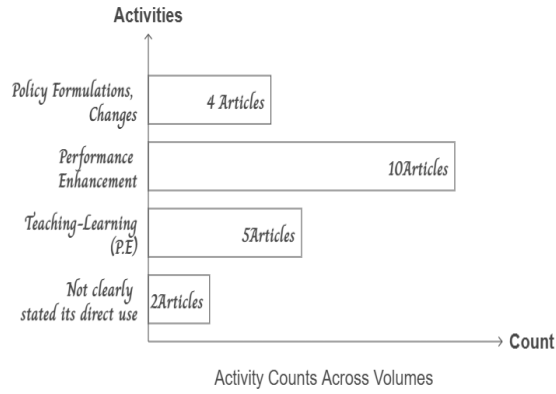 Activities
Policy Formulations,
Changes
4 Articles
Performance
Enhancement
10Articles
Teaching-Learning
(P.E)
5Articles
Not clearly
stated its direct use
2Articles
Count
Activity Counts Across Volumes